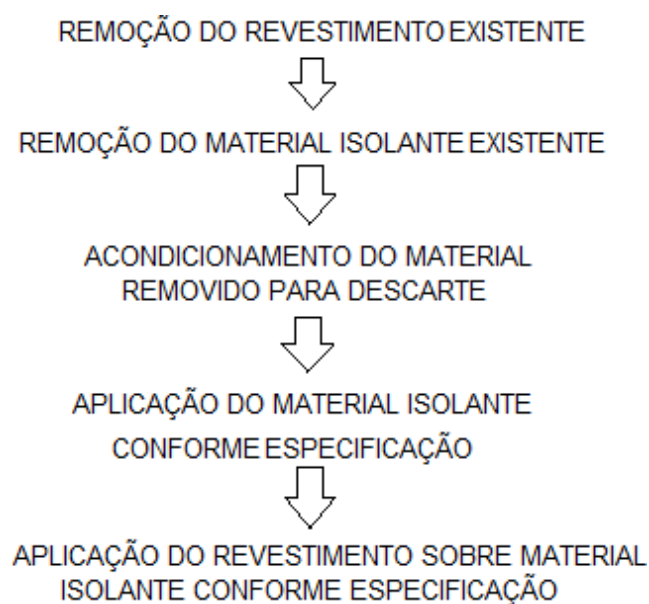 REMOÇÃO DO REVESTIMENTO EXISTENTE
REMOÇÃO DO MATERIAL ISOLANTE EXISTENTE
ACONDICIONAMENTO DO MATERIAL
REMOVIDO PARA DESCARTE
APLICAÇÃO DO MATERIAL ISOLANTE
CONFORME ESPECIFICAÇÃO
APLICAÇÃO DO REVESTIMENTO SOBRE MATERIAL
ISOLANTE CONFORME ESPECIFICAÇÃO